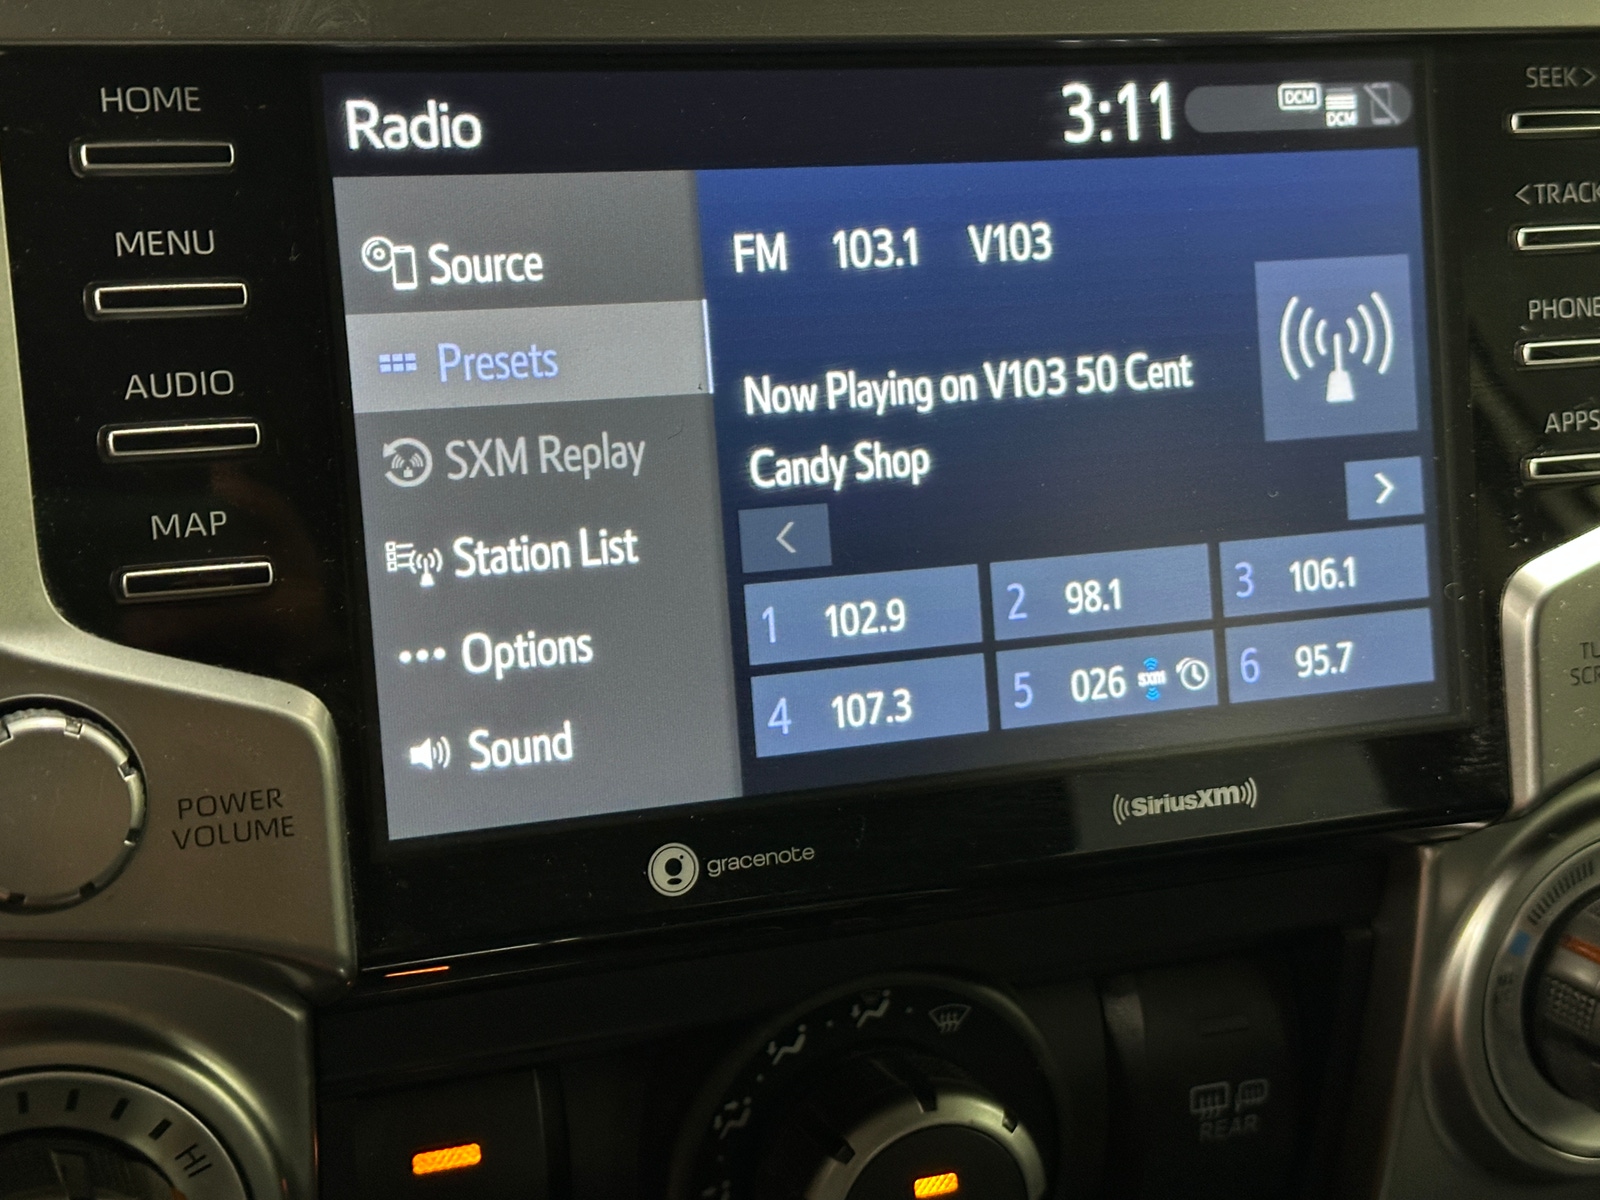 HOME
MENU
AUDIO
MAP
POWER
VOLUME
Radio
3:11
DCM
DCM
Source
Presets
SXM Replay
Station List
Options
Sound
FM 103.1 V103
Now Playing on V103 50 Cent
Candy Shop
<
>
1 102.9
2 98.1
3 106.1
4 107.3
5 026 sxm
6 95.7
gracenote
SiriusXM
SEEK >
< TRACK
PHONE
APPS
HI
REAR